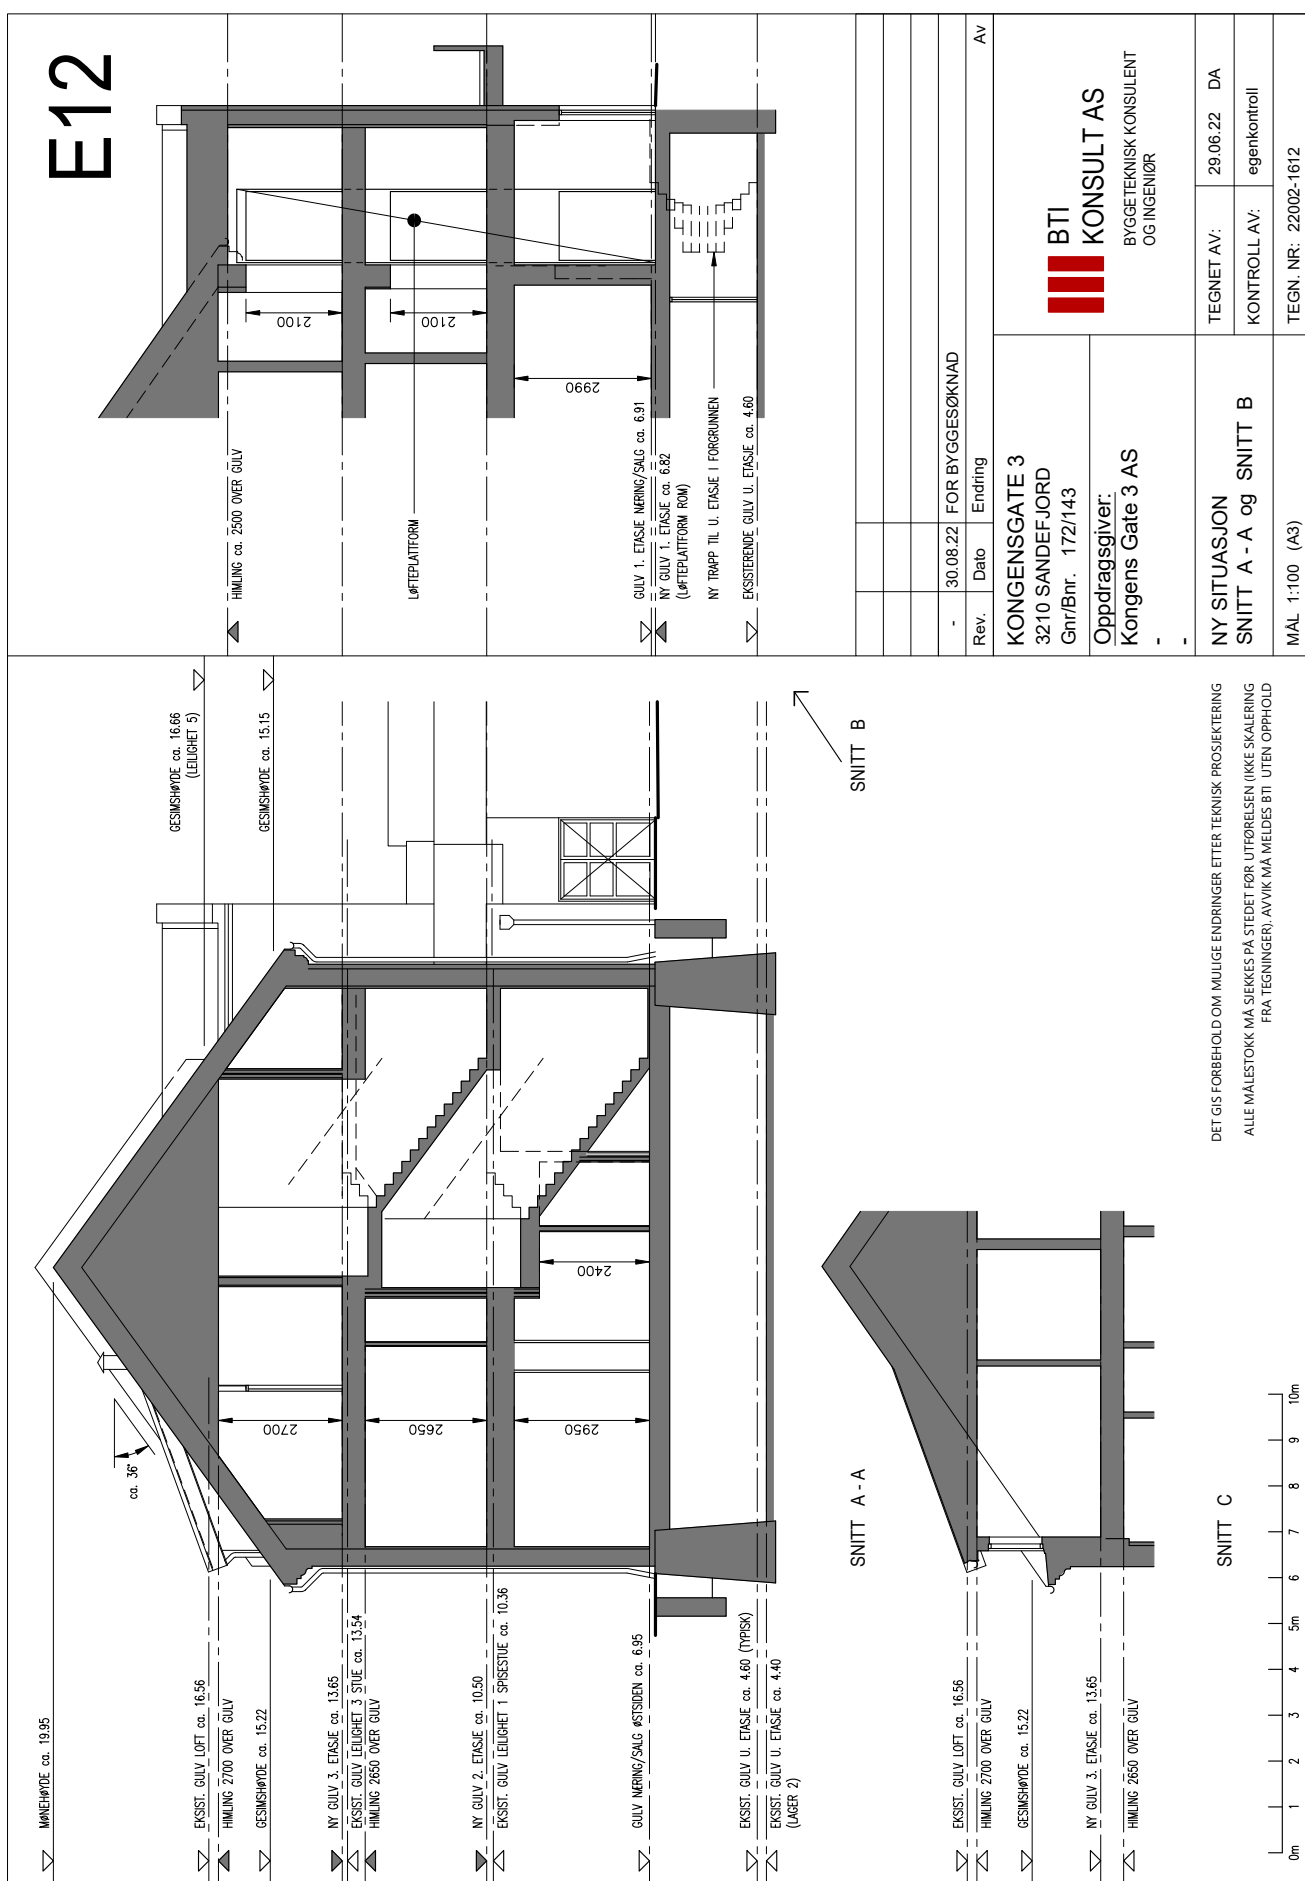 E12
MØNEHØYDE ca. 19.95
EKSIST. GULV LOFT ca. 16.56
HIMLING 2700 OVER GULV
GESIMSHØYDE ca. 15.22
NY GULV 3. ETASJE ca. 13.65
EKSIST. GULV LEILIGHET 3 STUE ca. 13.54
HIMLING 2650 OVER GULV
NY GULV 2. ETASJE ca. 10.50
EKSIST. GULV LEILIGHET 1 SPISESTUE ca. 10.36
GULV NÆRING/SALG ØSTSIDEN ca. 6.95
EKSIST. GULV U. ETASJE ca. 4.60 (TYPISK)
EKSIST. GULV U. ETASJE ca. 4.40
(LAGER 2)
ca. 36°
2700
2650
2950
2400
GESIMSHØYDE ca. 16.66
(LEILIGHET 5)
GESIMSHØYDE ca. 15.15
SNITT A - A
SNITT B
HIMLING ca. 2500 OVER GULV
LØFTEPLATTFORM
GULV 1. ETASJE NÆRING/SALG ca. 6.91
NY GULV 1. ETASJE ca. 6.82
(LØFTEPLATTFORM ROM)
NY TRAPP TIL U. ETASJE I FORGRUNNEN
EKSISTERENDE GULV U. ETASJE ca. 4.60
2100
2100
2990
EKSIST. GULV LOFT ca. 16.56
HIMLING 2700 OVER GULV
GESIMSHØYDE ca. 15.22
NY GULV 3. ETASJE ca. 13.65
HIMLING 2650 OVER GULV
SNITT C
0m 1 2 3 4 5m 6 7 8 9 10m
DET GIS FORBEHOLD OM MULIGE ENDRINGER ETTER TEKNISK PROSJEKTERING
ALLE MÅLESTOKK MÅ SJEKKES PÅ STEDET FØR UTFØRELSEN (IKKE SKALERING
FRA TEGNINGER). AVVIK MÅ MELDES BTI UTEN OPPHOLD
- 30.08.22 FOR BYGGESØKNAD
Rev. Dato Endring Av
KONGENSGATE 3
3210 SANDEFJORD
Gnr/Bnr. 172/143
Oppdragsgiver:
Kongens Gate 3 AS
-
-
BTI
KONSULT AS
BYGGETEKNISK KONSULENT
OG INGENIØR
NY SITUASJON
SNITT A - A og SNITT B
TEGNET AV: 29.06.22 DA
KONTROLL AV: egenkontroll
MÅL 1:100 (A3)
TEGN. NR: 22002-1612